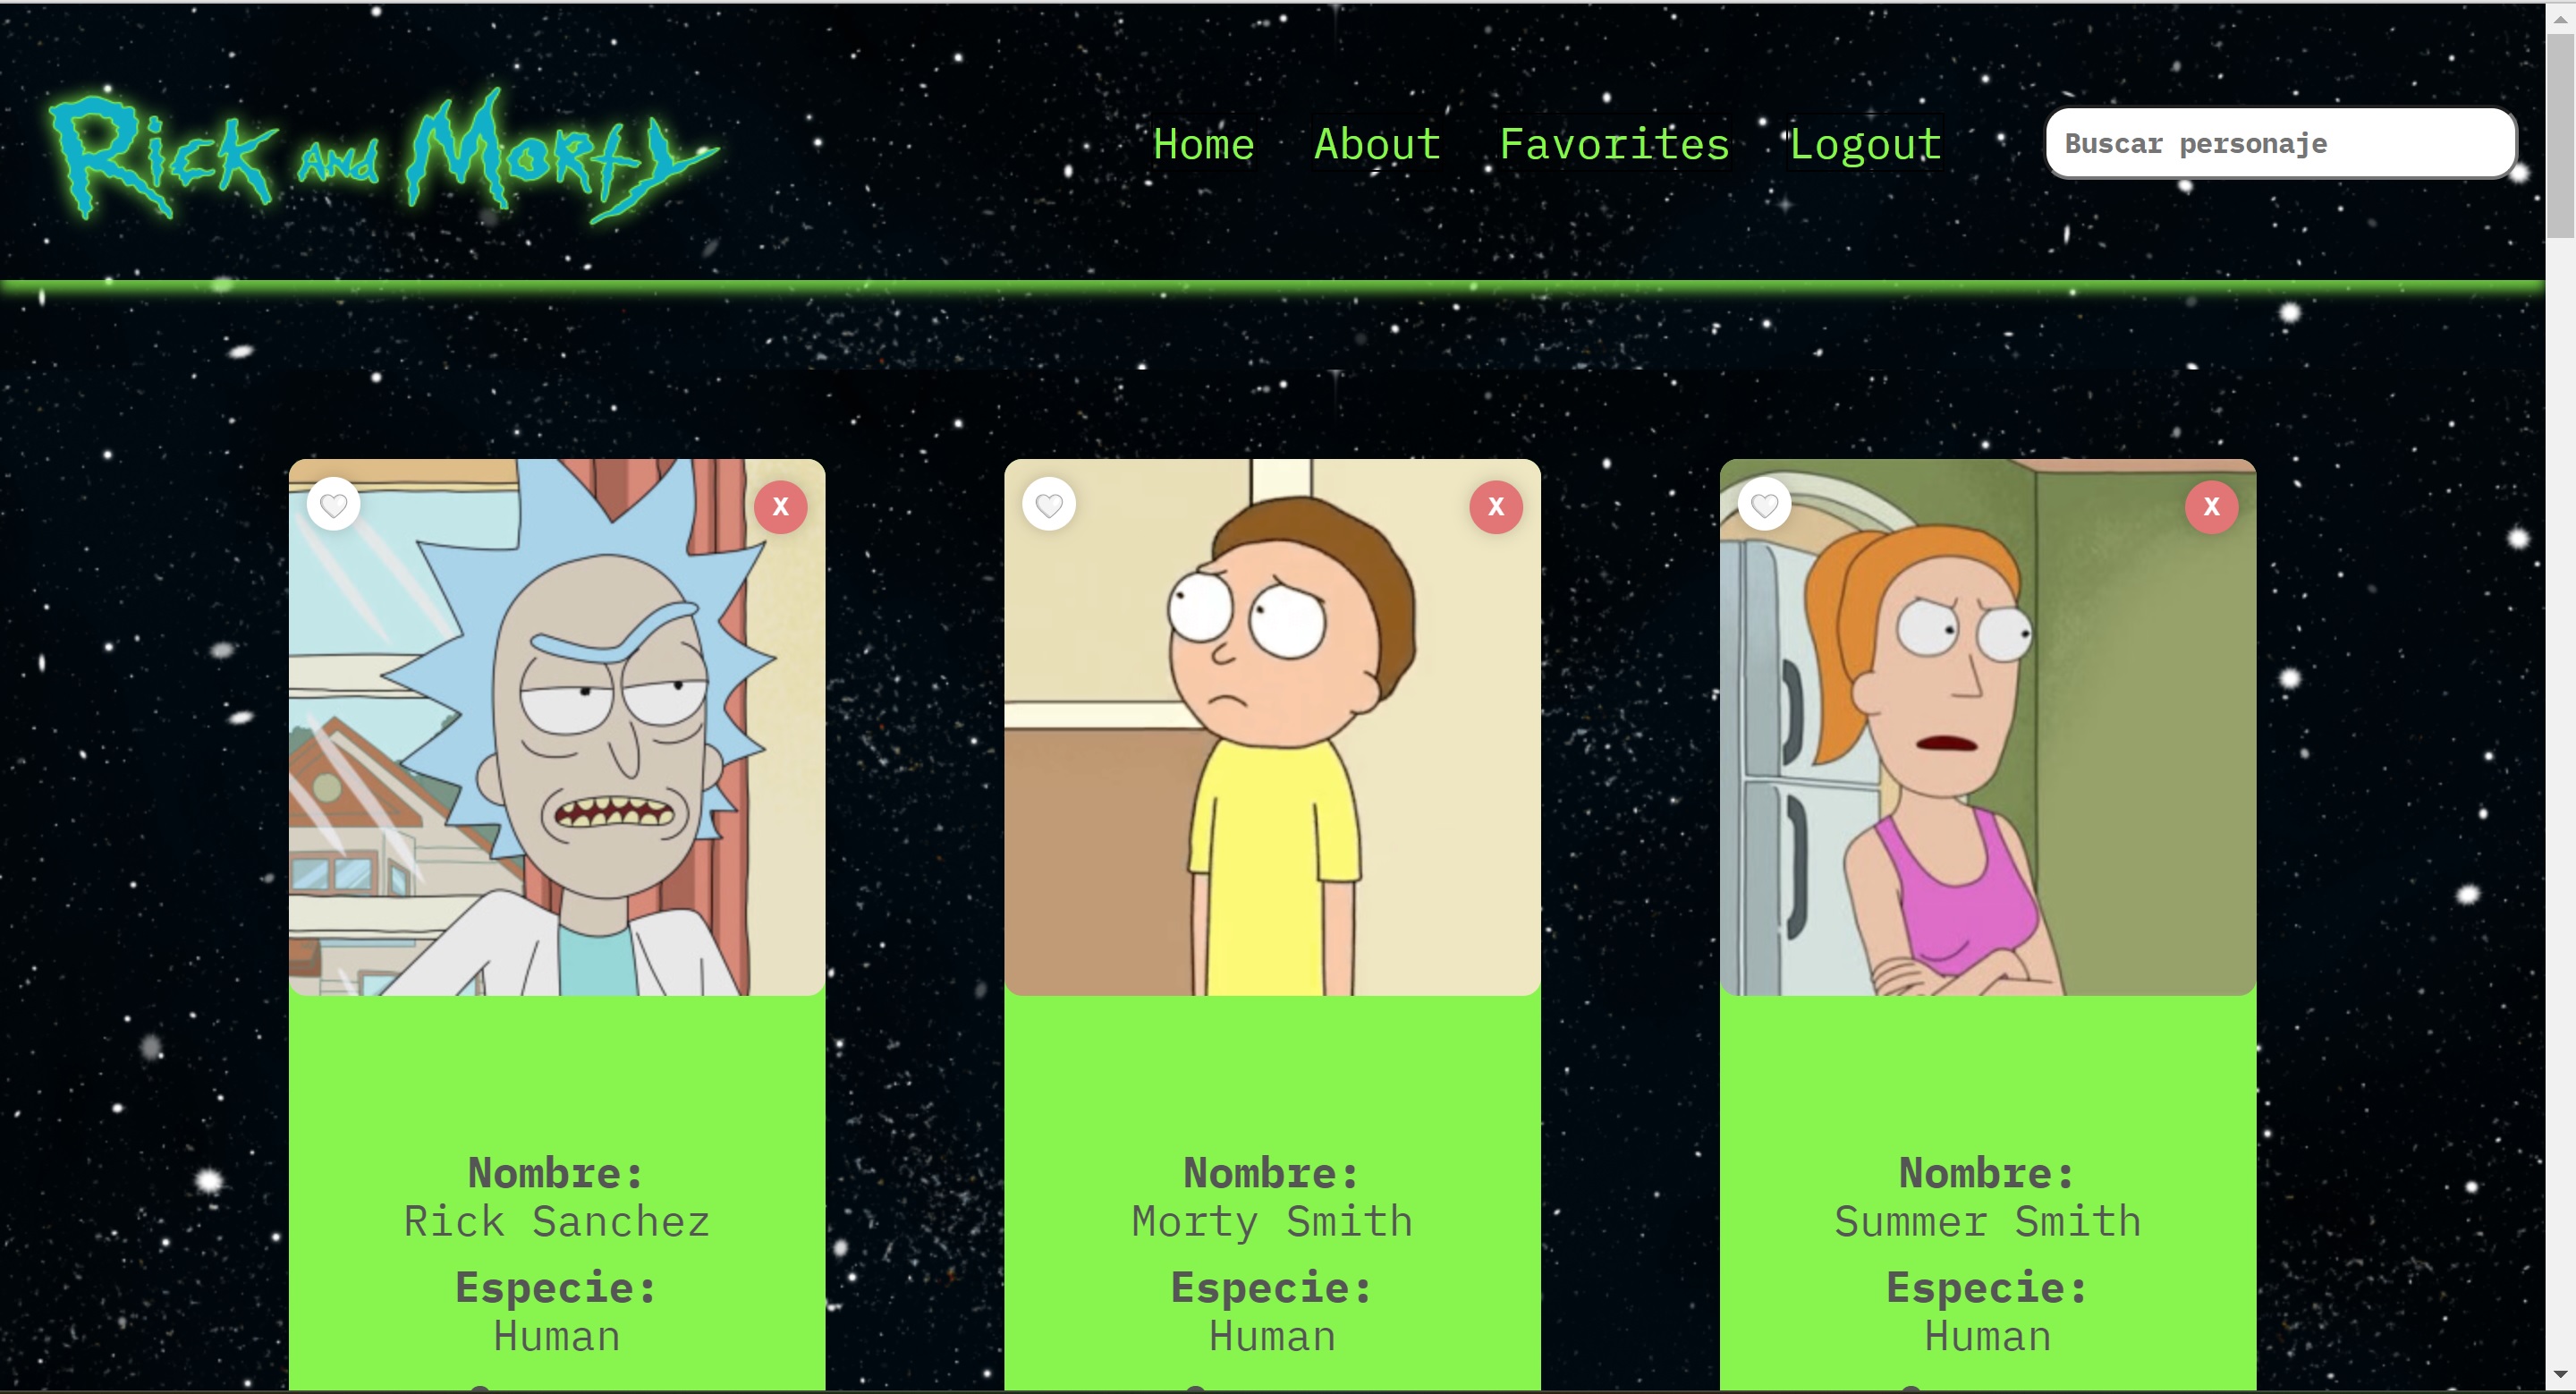 Rick and Morty
Home About Favorites Logout
Buscar personaje
X X X
Nombre:
Rick Sanchez
Especie:
Human
Nombre:
Morty Smith
Especie:
Human
Nombre:
Summer Smith
Especie:
Human